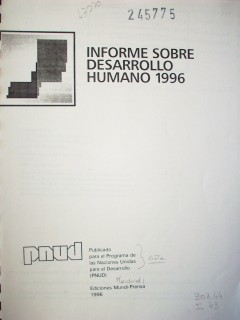 245775
INFORME SOBRE
DESARROLLO
HUMANO 1996
pnud
Publicado
para el Programa de
las Naciones Unidas
para el Desarrollo
(PNUD)
Ediciones Mundi-Prensa
1996